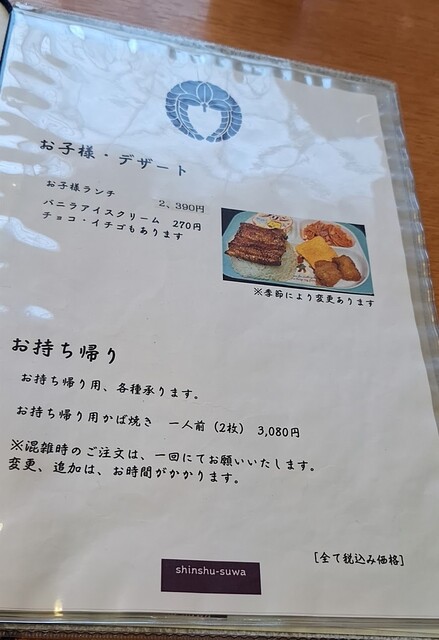 お子様・デザート
お子様ランチ
2、390円
バニラアイスクリーム 270円
チョコ・イチゴもあります
※季節により変更あります
お持ち帰り
お持ち帰り用、各種承ります。
お持ち帰り用かば焼き 一人前（2枚） 3,080円
※混雑時のご注文は、一回にてお願いいたします。
変更、追加は、お時間がかかります。
[全て税込み価格]
shinshu-suwa